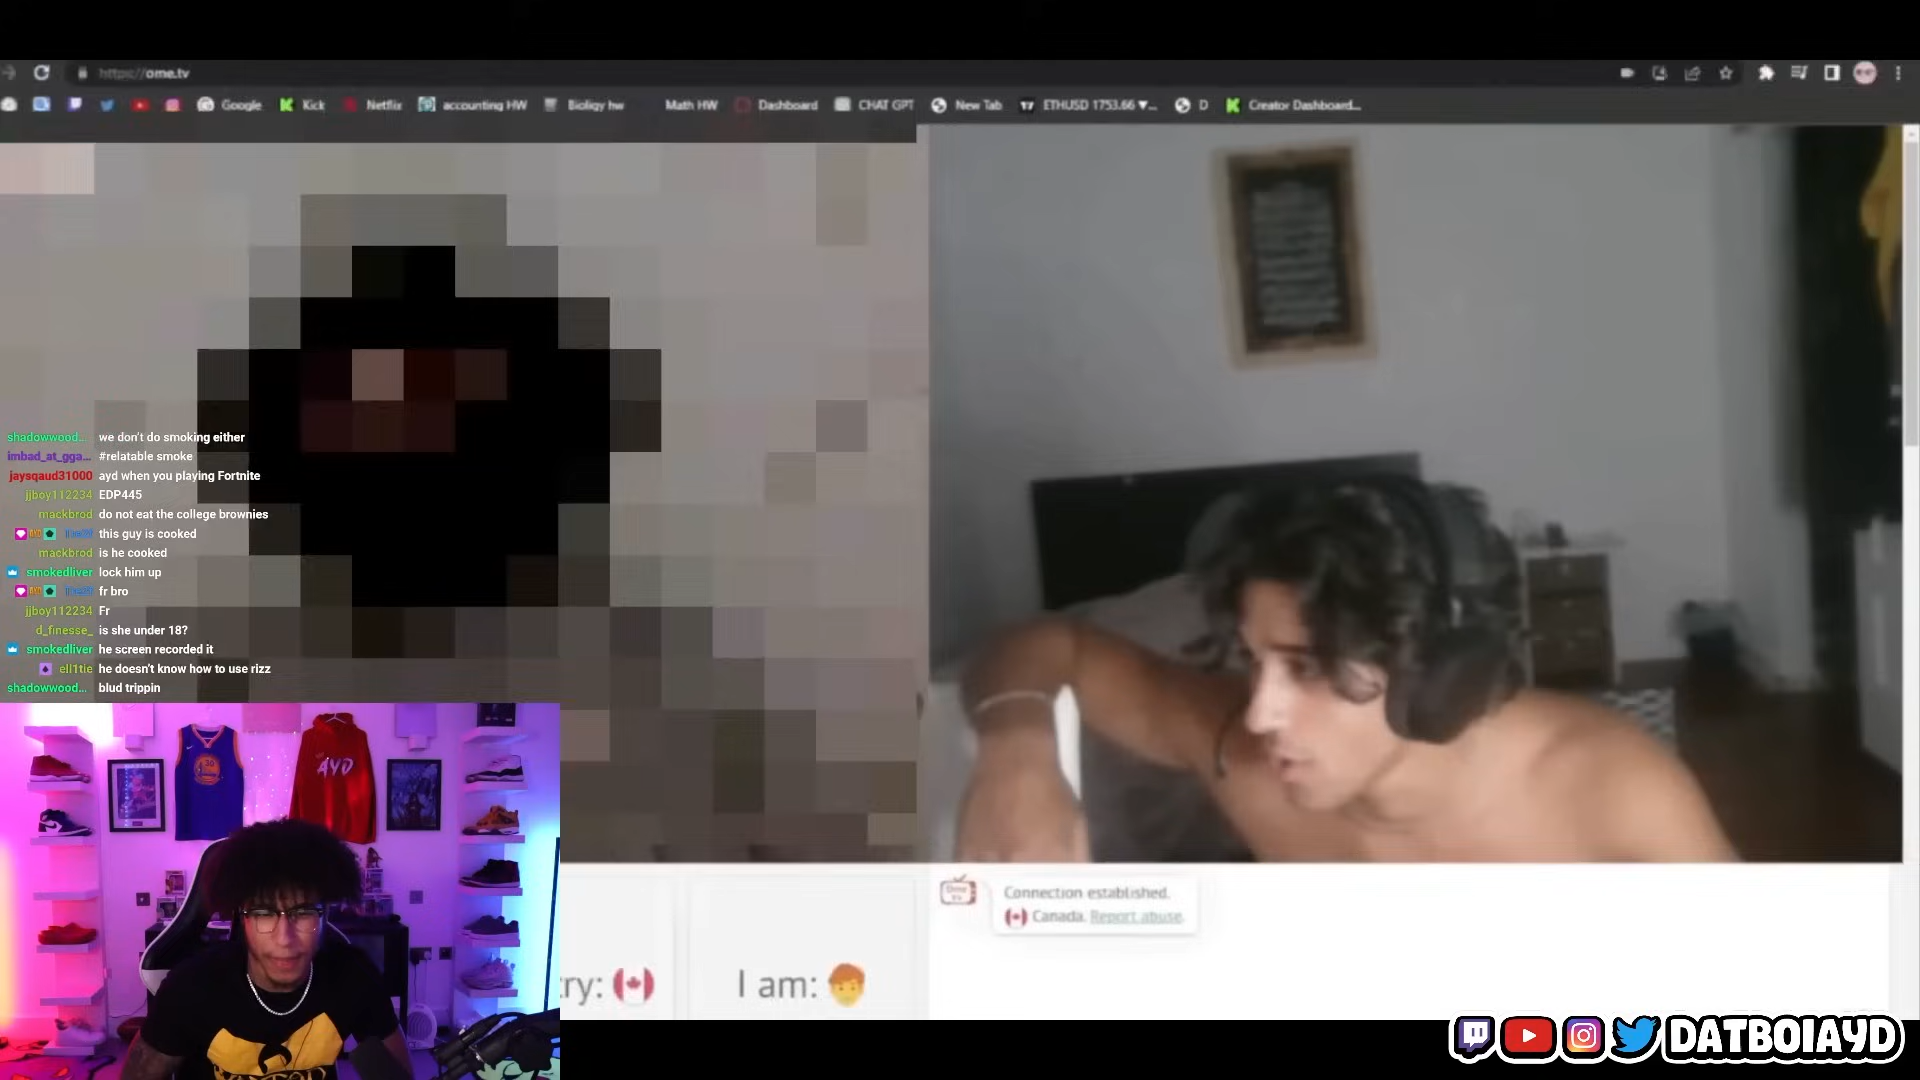 https://ome.tv
Google
Kick
Netflix
accounting HW
Bioligy hw
Math HW
Dashboard
CHAT GPT
New Tab
ETHUSD 1753.66 ▼...
D
Creator Dashboard...
shadowwood... we don't do smoking either
imbad_at_gga... #relatable smoke
jaysqaud31000 ayd when you playing Fortnite
jjboy112234 EDP445
mackbrod do not eat the college brownies
this guy is cooked
mackbrod is he cooked
smokedliver lock him up
fr bro
jjboy112234 Fr
d_finesse_ is she under 18?
smokedliver he screen recorded it
ell1tie he doesn't know how to use rizz
shadowwood... blud trippin
AYD
30
Connection established.
Canada. Report abuse.
ry:
I am:
DATBOIAYD